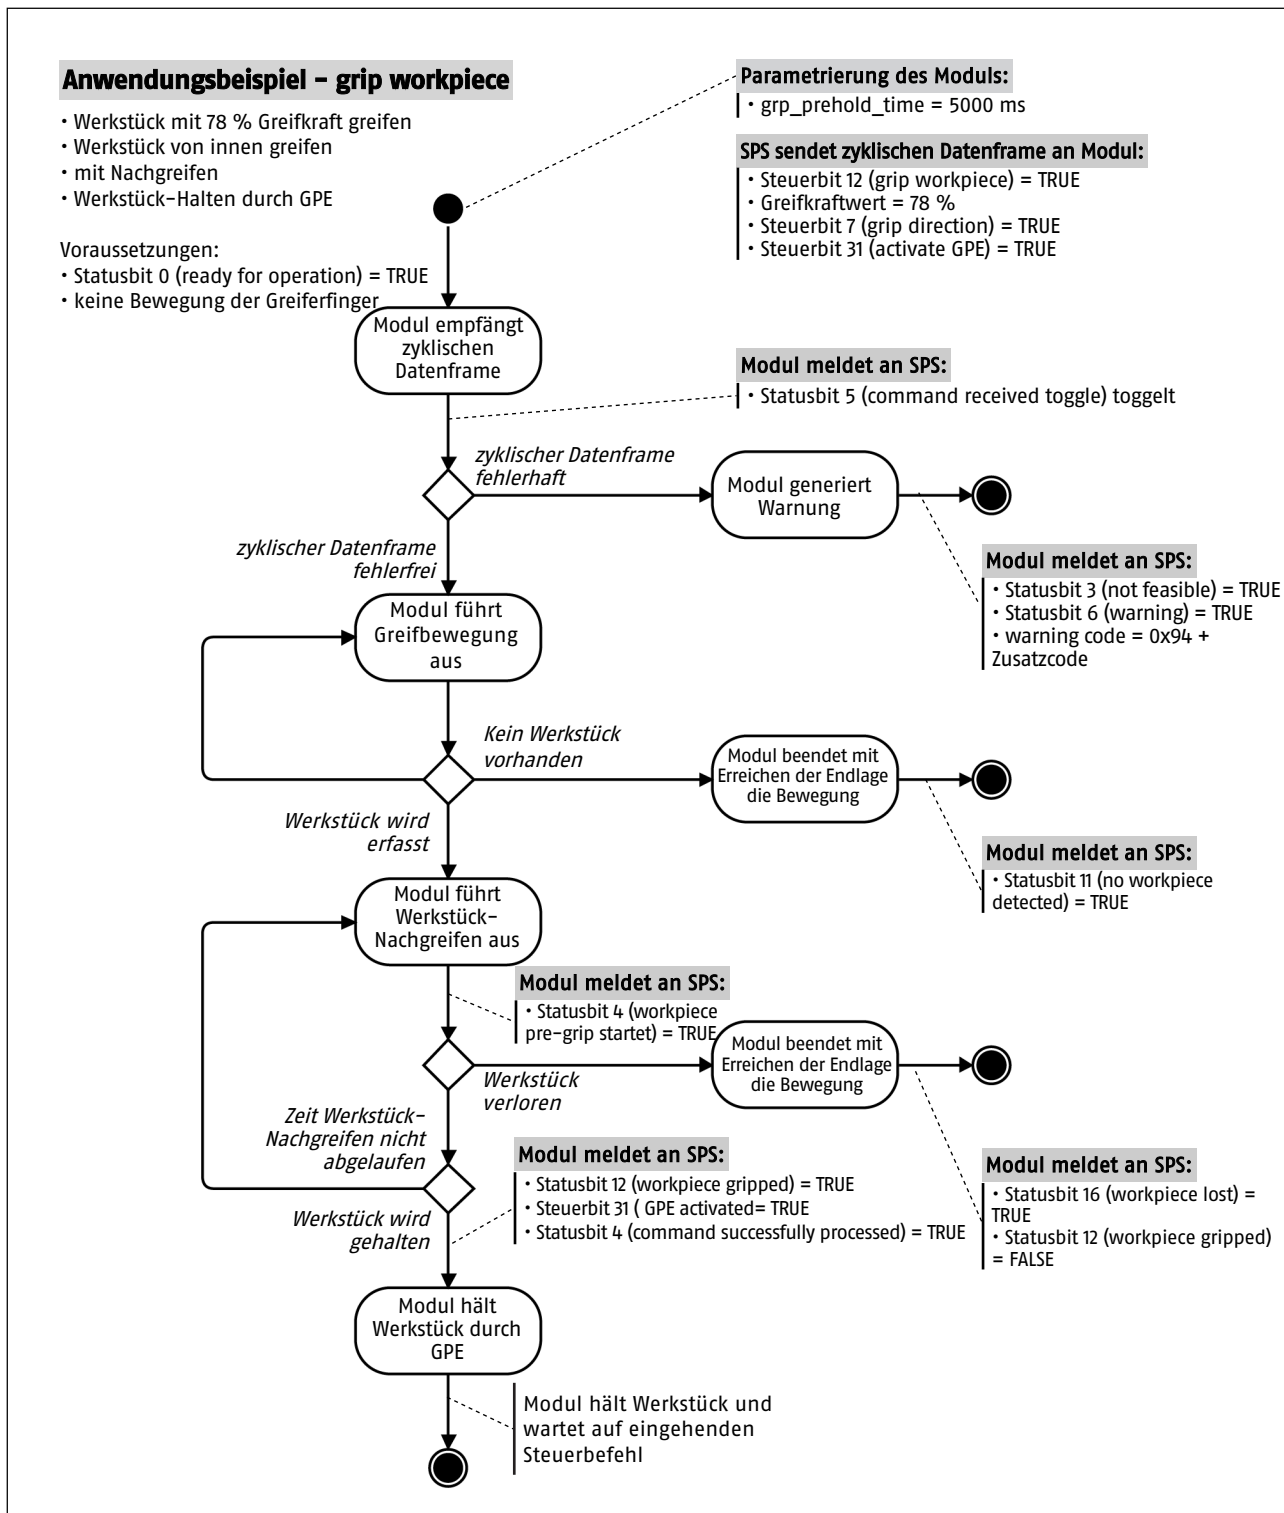 Anwendungsbeispiel – grip workpiece
• Werkstück mit 78 % Greifkraft greifen
• Werkstück von innen greifen
• mit Nachgreifen
• Werkstück-Halten durch GPE
Voraussetzungen:
• Statusbit 0 (ready for operation) = TRUE
• keine Bewegung der Greiferfinger
Parametrierung des Moduls:
• grp_prehold_time = 5000 ms
SPS sendet zyklischen Datenframe an Modul:
• Steuerbit 12 (grip workpiece) = TRUE
• Greifkraftwert = 78 %
• Steuerbit 7 (grip direction) = TRUE
• Steuerbit 31 (activate GPE) = TRUE
Modul empfängt
zyklischen
Datenframe
Modul meldet an SPS:
• Statusbit 5 (command received toggle) toggelt
zyklischer Datenframe
fehlerhaft
Modul generiert
Warnung
zyklischer Datenframe
fehlerfrei
Modul meldet an SPS:
• Statusbit 3 (not feasible) = TRUE
• Statusbit 6 (warning) = TRUE
• warning code = 0x94 +
Zusatzcode
Modul führt
Greifbewegung
aus
Kein Werkstück
vorhanden
Modul beendet mit
Erreichen der Endlage
die Bewegung
Werkstück wird
erfasst
Modul meldet an SPS:
• Statusbit 11 (no workpiece
detected) = TRUE
Modul führt
Werkstück-
Nachgreifen aus
Modul meldet an SPS:
• Statusbit 4 (workpiece
pre-grip startet) = TRUE
Modul beendet mit
Erreichen der Endlage
die Bewegung
Werkstück
verloren
Zeit Werkstück-
Nachgreifen nicht
abgelaufen
Modul meldet an SPS:
• Statusbit 12 (workpiece gripped) = TRUE
• Steuerbit 31 ( GPE activated= TRUE
• Statusbit 4 (command successfully processed) = TRUE
Modul meldet an SPS:
• Statusbit 16 (workpiece lost) =
TRUE
• Statusbit 12 (workpiece gripped)
= FALSE
Werkstück wird
gehalten
Modul hält
Werkstück durch
GPE
Modul hält Werkstück und
wartet auf eingehenden
Steuerbefehl